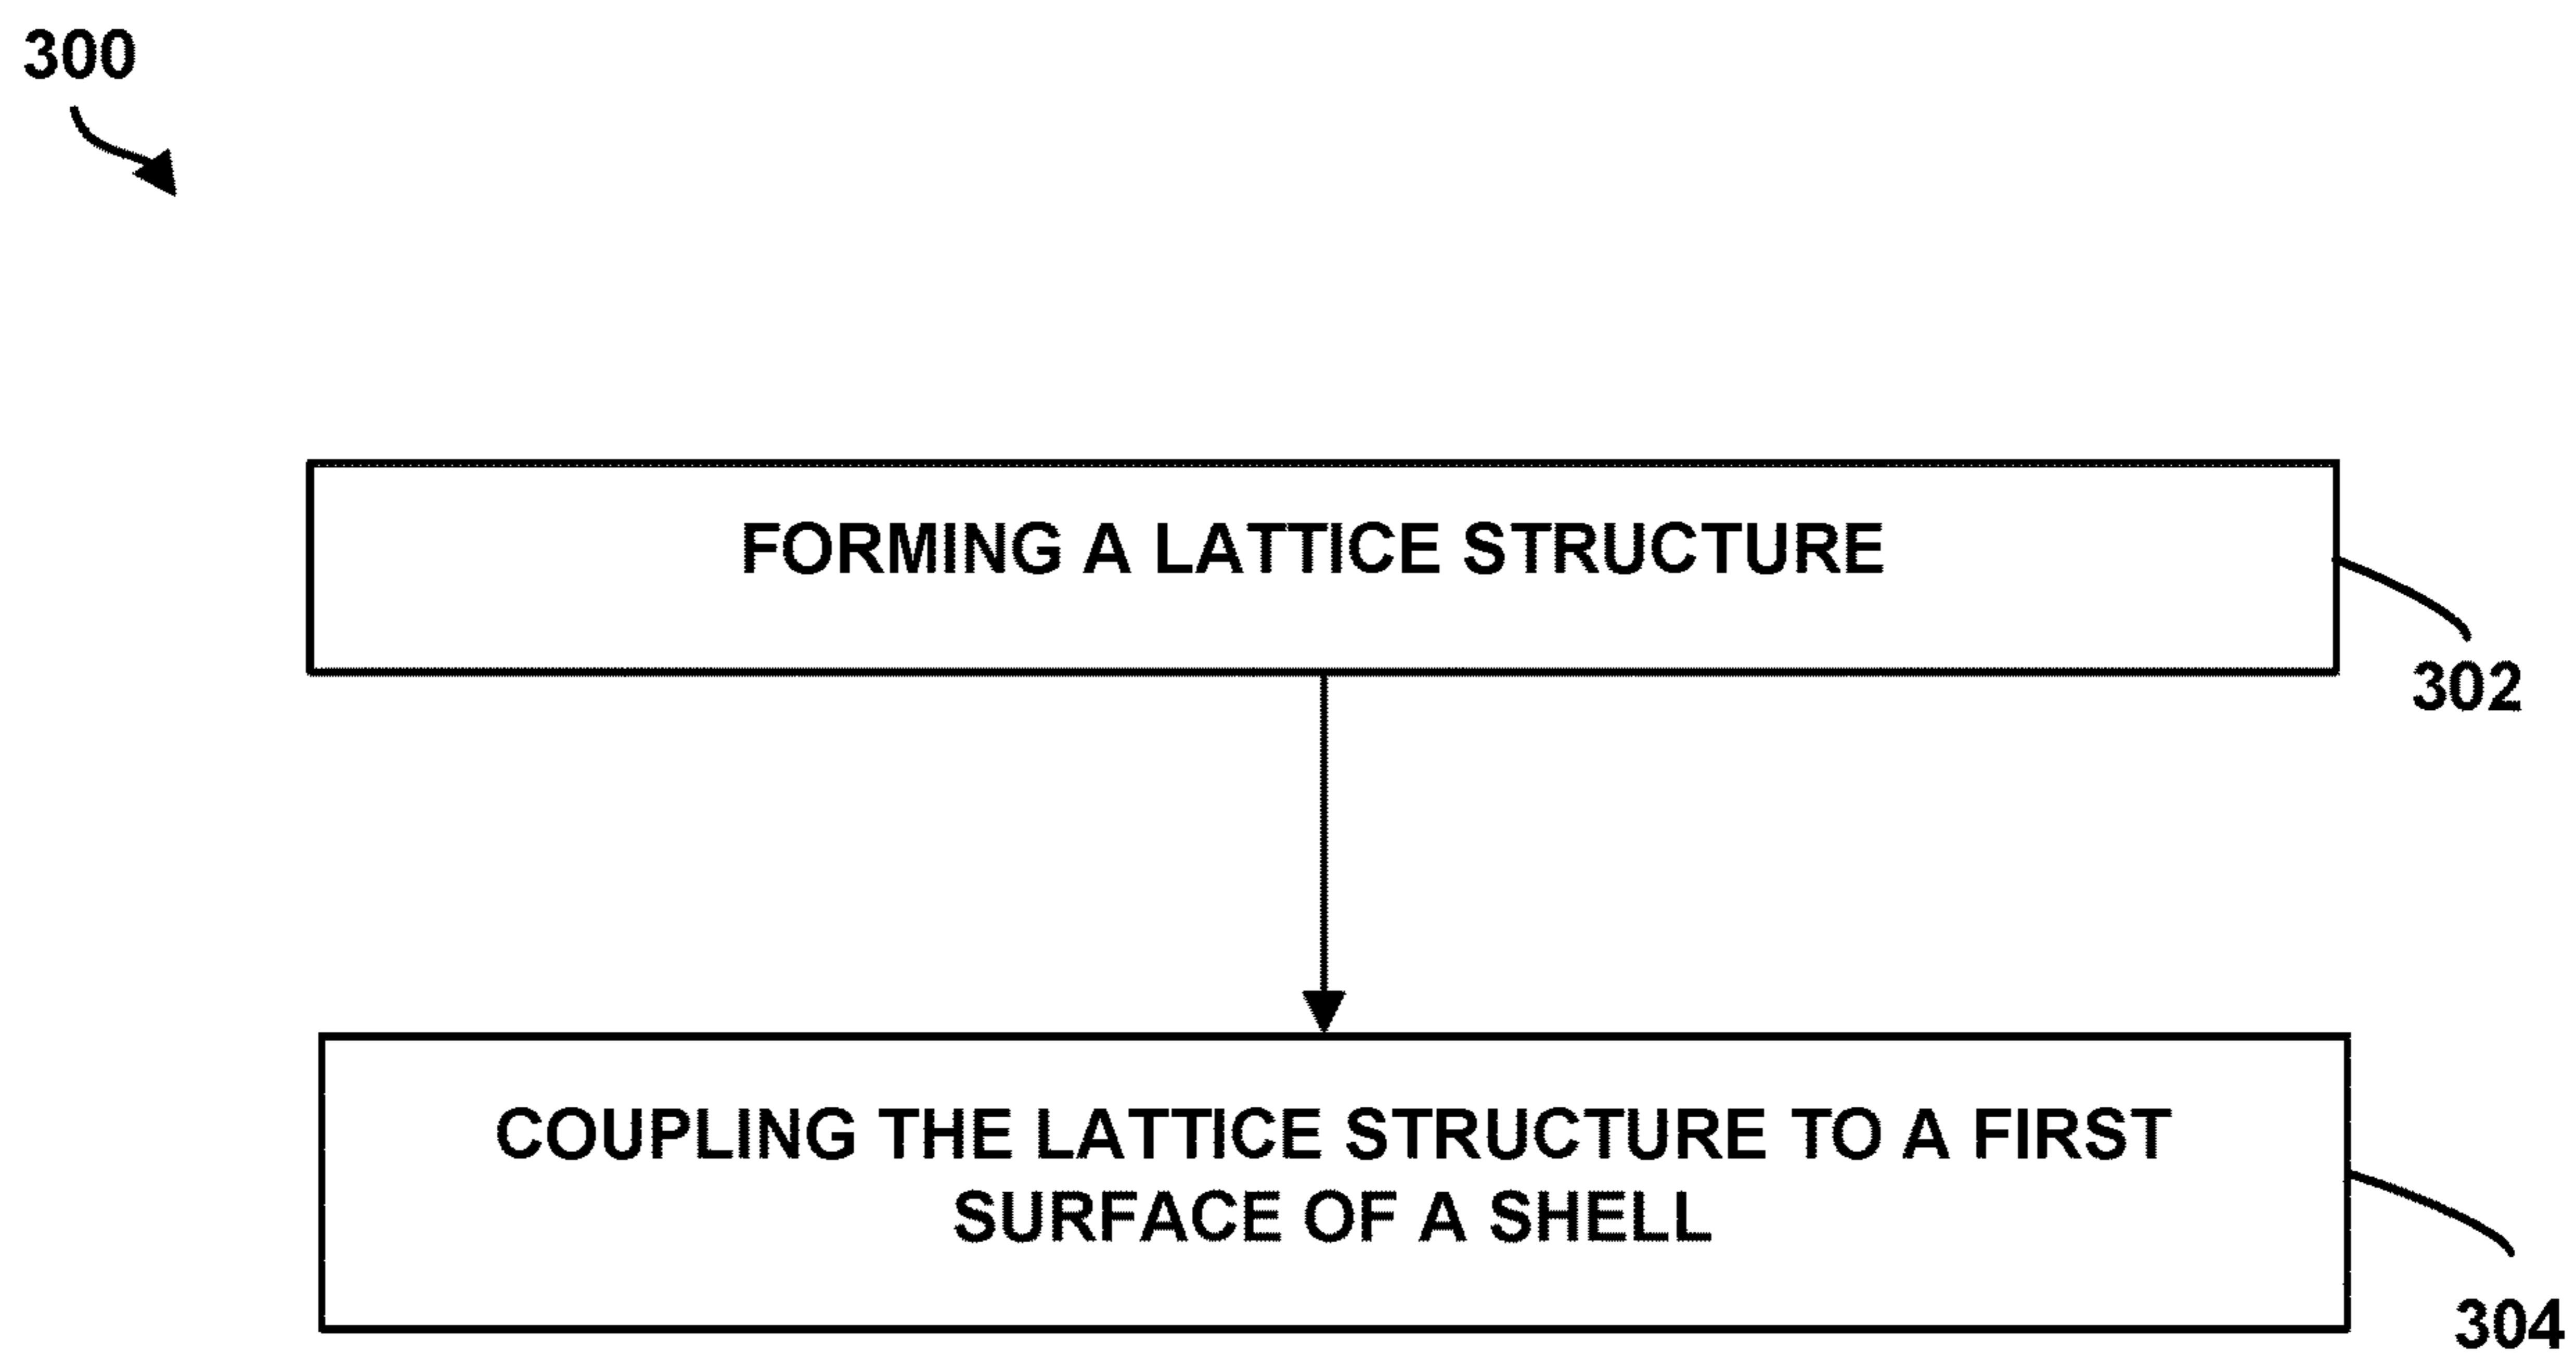 300
FORMING A LATTICE STRUCTURE
302
COUPLING THE LATTICE STRUCTURE TO A FIRST
SURFACE OF A SHELL
304